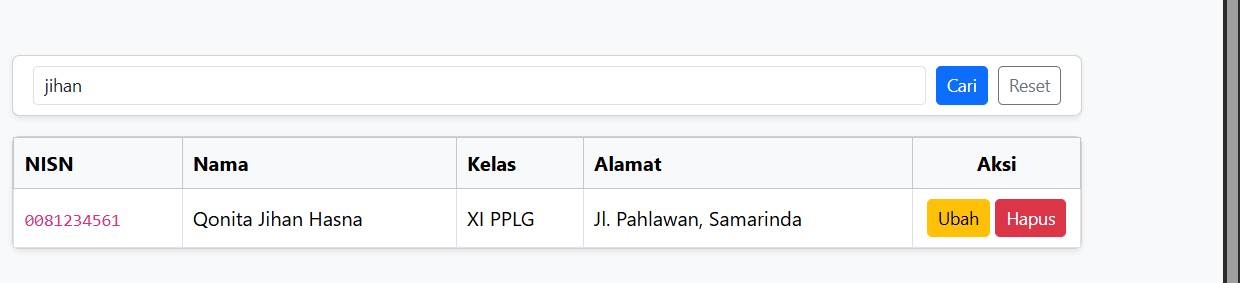 jihan Cari Reset
NISN Nama Kelas Alamat Aksi
0081234561 Qonita Jihan Hasna XI PPLG Jl. Pahlawan, Samarinda Ubah Hapus